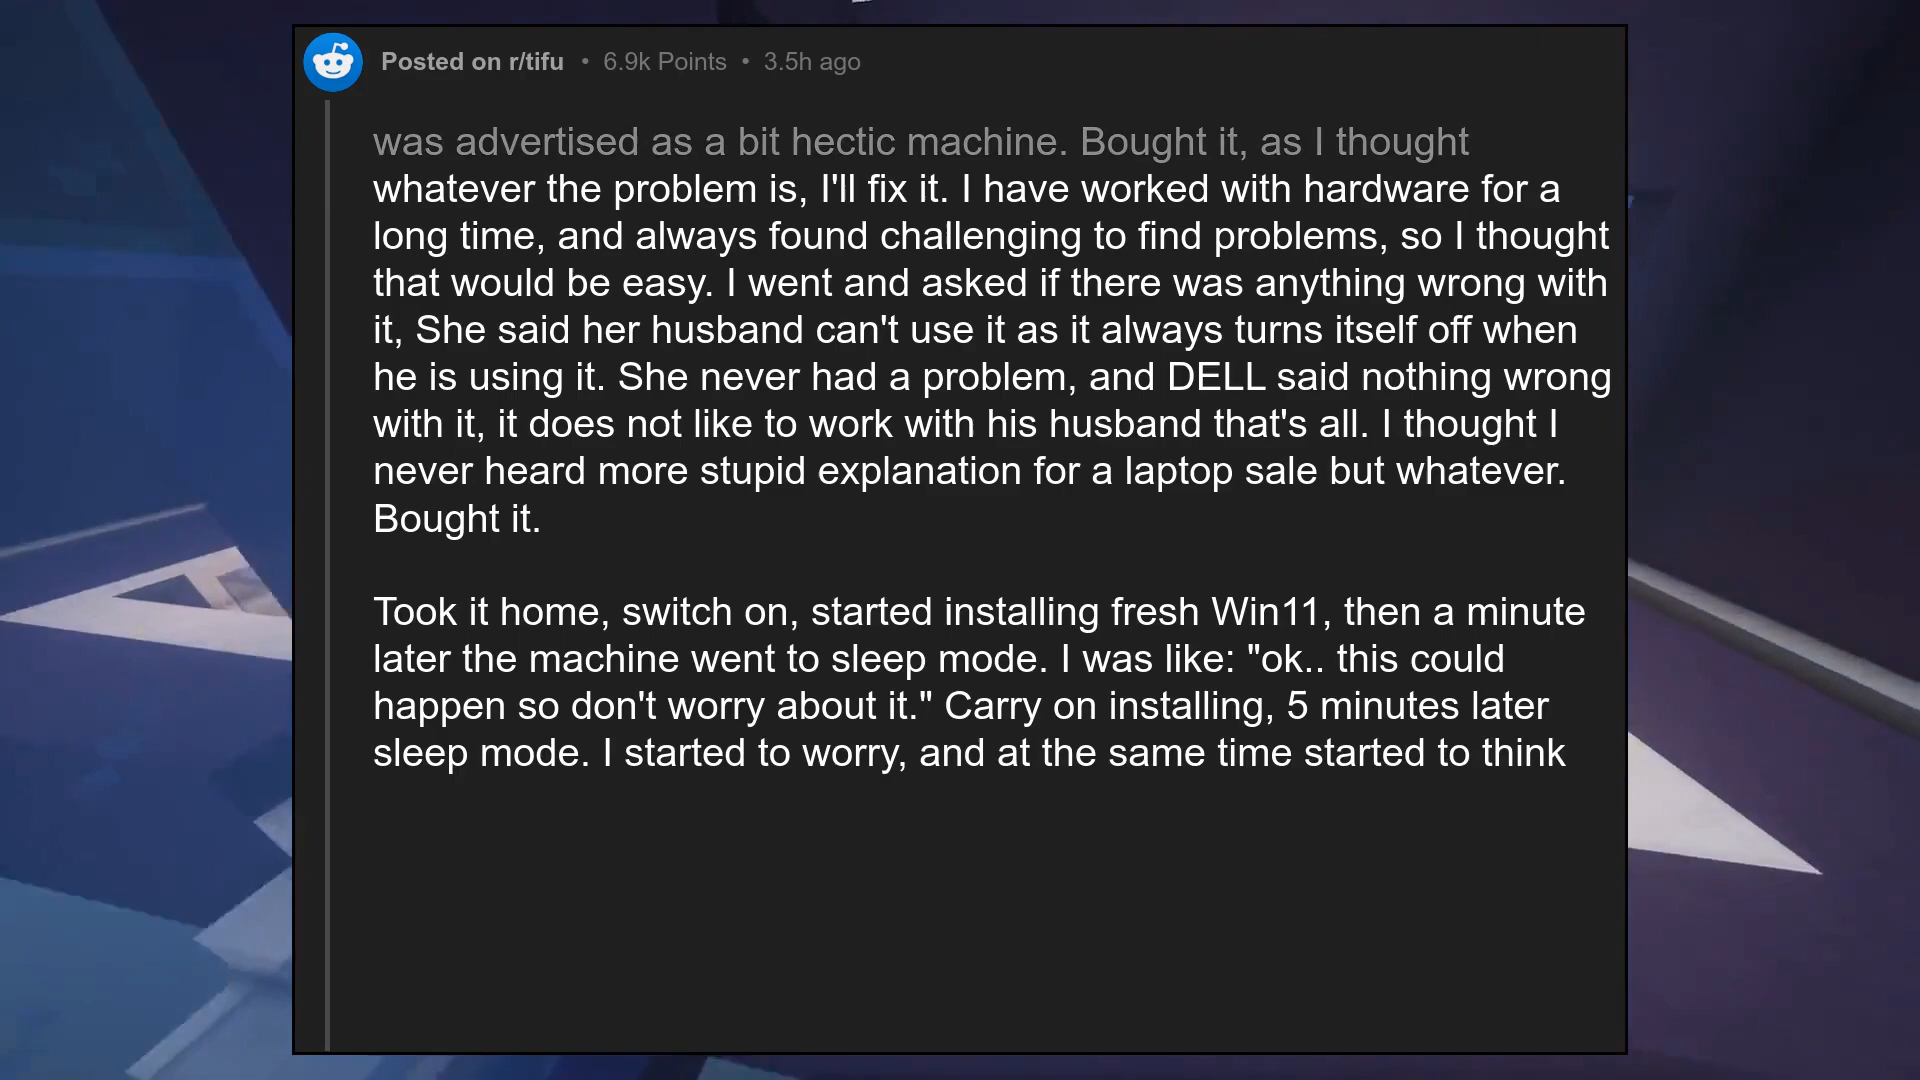 Posted on r/tifu • 6.9k Points • 3.5h ago
was advertised as a bit hectic machine. Bought it, as I thought
whatever the problem is, I'll fix it. I have worked with hardware for a
long time, and always found challenging to find problems, so I thought
that would be easy. I went and asked if there was anything wrong with
it, She said her husband can't use it as it always turns itself off when
he is using it. She never had a problem, and DELL said nothing wrong
with it, it does not like to work with his husband that's all. I thought I
never heard more stupid explanation for a laptop sale but whatever.
Bought it.
Took it home, switch on, started installing fresh Win11, then a minute
later the machine went to sleep mode. I was like: "ok.. this could
happen so don't worry about it." Carry on installing, 5 minutes later
sleep mode. I started to worry, and at the same time started to think